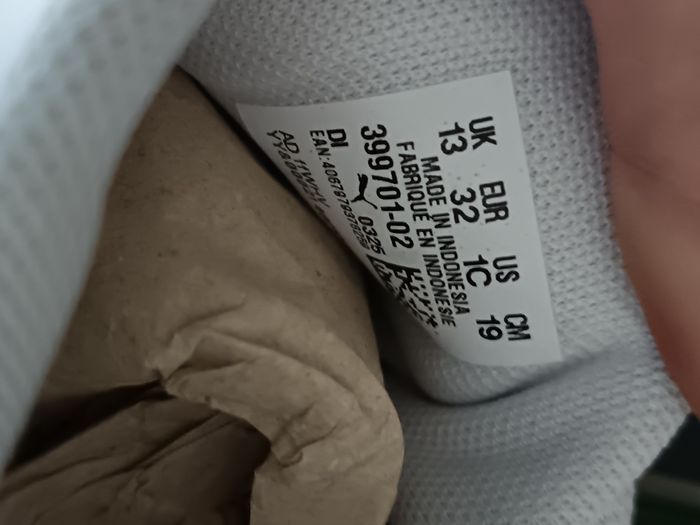 UK EUR US CM
13 32 1C 19
MADE IN INDONESIA
FABRIQUÉ EN INDONESIE
399701-02
0325
DI